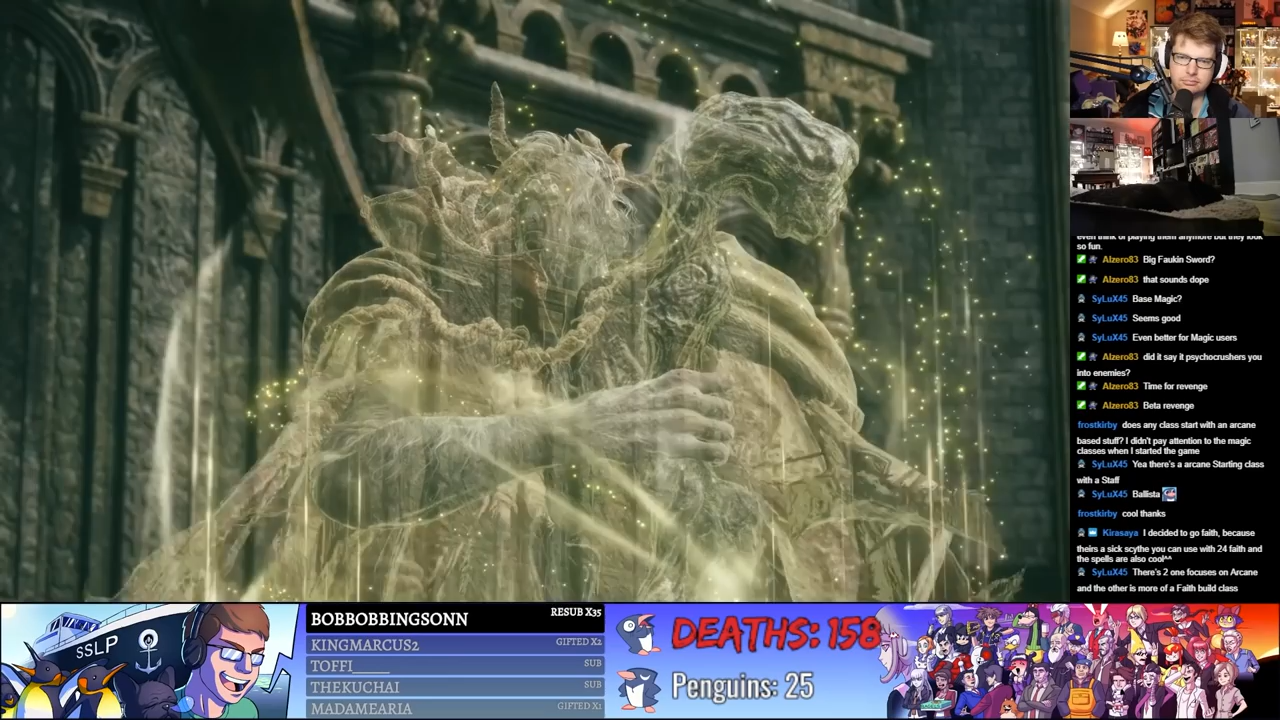 even think of playing them anymore but they look
so fun.
Alzero83 Big Faukin Sword?
Alzero83 that sounds dope
SyLuX45 Base Magic?
SyLuX45 Seems good
SyLuX45 Even better for Magic users
Alzero83 did it say it psychocrushers you
into enemies?
Alzero83 Time for revenge
Alzero83 Beta revenge
frostkirby does any class start with an arcane
based stuff? I didn't pay attention to the magic
classes when I started the game
SyLuX45 Yea there's a arcane Starting class
with a Staff
SyLuX45 Ballista
frostkirby cool thanks
Kirasaya I decided to go faith, because
theirs a sick scythe you can use with 24 faith and
the spells are also cool^^
SyLuX45 There's 2 one focuses on Arcane
and the other is more of a Faith build class
SSLP
BOBBOBBINGSONN RESUB X35
KINGMARCUS2 GIFTED X2
TOFFI_____ SUB
THEKUCHAI SUB
MADAMEARIA GIFTED X1
DEATHS: 158
Penguins: 25